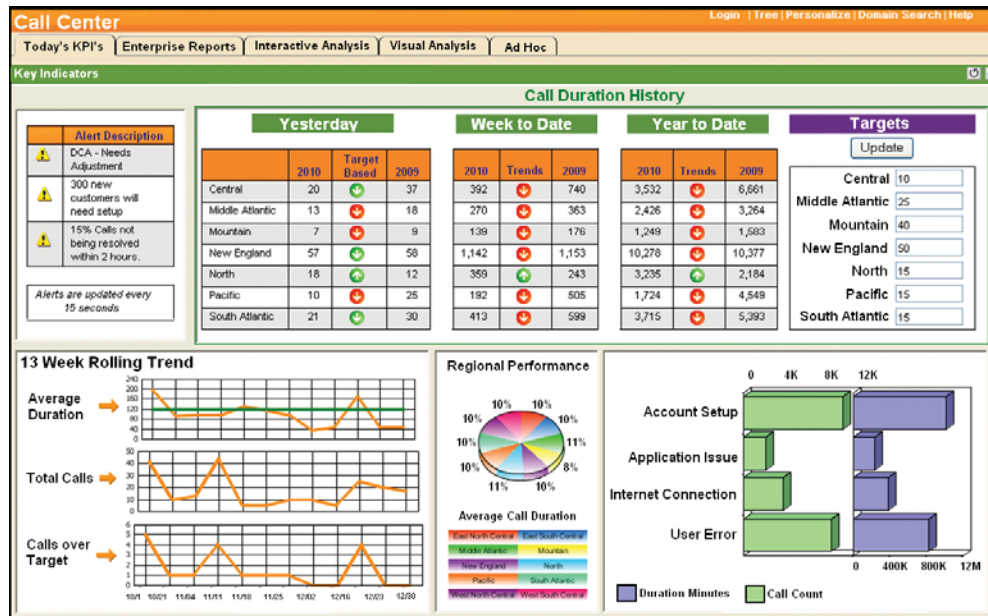 Call Center
Login | Tree | Personalize | Domain Search | Help
Today's KPI's Enterprise Reports Interactive Analysis Visual Analysis Ad Hoc
Key Indicators
Alert Description
DCA - Needs
Adjustment
300 new
customers will
need setup
15% Calls not
being resolved
within 2 hours.
Alerts are updated every
15 seconds
Call Duration History
Yesterday Week to Date Year to Date Targets
Update
2010 Target Based 2009 2010 Trends 2009 2010 Trends 2009
Central 20 37 392 740 3,532 6,661
Middle Atlantic 13 18 270 363 2,426 3,264
Mountain 7 9 139 176 1,249 1,583
New England 57 58 1,142 1,153 10,278 10,377
North 18 12 359 243 3,235 2,184
Pacific 10 25 192 505 1,724 4,549
South Atlantic 21 30 413 599 3,715 5,393
Central 10
Middle Atlantic 25
Mountain 40
New England 50
North 15
Pacific 15
South Atlantic 15
13 Week Rolling Trend
Average
Duration
240
200
160
120
80
40
0
Total Calls
50
40
30
20
10
0
Calls over
Target
6
5
4
3
2
1
0
10/1 10/21 11/04 11/11 11/18 11/25 12/02 12/16 12/23 12/30
Regional Performance
10% 10%
10% 10%
10% 11%
10% 8%
11% 10%
Average Call Duration
East North Central East South Central
Middle Atlantic Mountain
New England North
Pacific South Atlantic
West North Central West South Central
0 4K 8K 12K
Account Setup
Application Issue
Internet Connection
User Error
0 400K 800K 12M
Duration Minutes Call Count